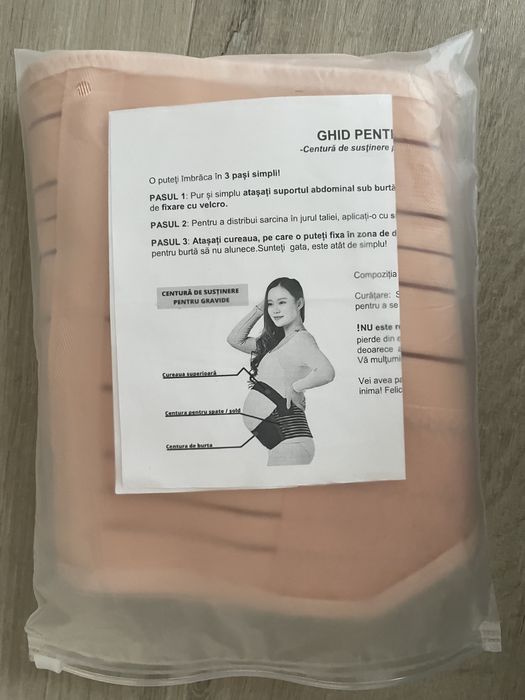 GHID PENT
-Centură de susținere
O puteți îmbrăca în 3 pași simpli!
PASUL 1: Pur și simplu atașați suportul abdominal sub burtă
de fixare cu velcro.
PASUL 2: Pentru a distribui sarcina în jurul taliei, aplicați-o cu s
PASUL 3: Atașați cureaua, pe care o puteți fixa în zona de d
pentru burtă să nu alunece.Sunteți gata, este atât de simplu!
Compoziția
Curățare: S
pentru a se
!NU este r
pierde din e
deoarece a
Vă mulțumi
Vei avea pa
inima! Felic
CENTURĂ DE SUSȚINERE
PENTRU GRAVIDE
Cureaua superioară
Centura pentru spate / șold
Centura de burta